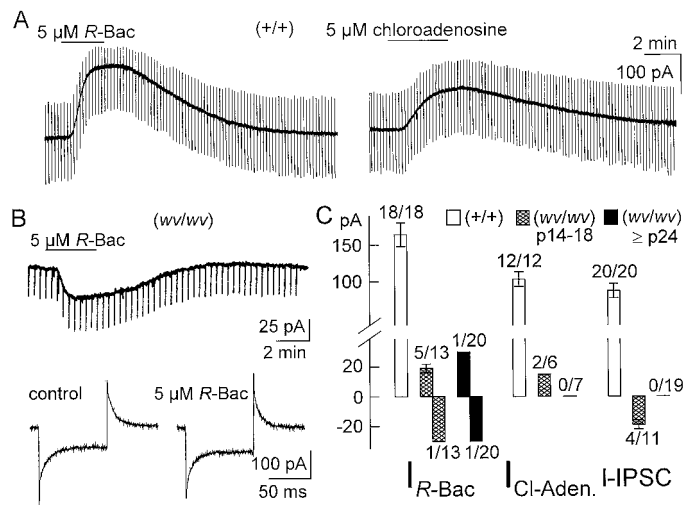 A
5 µM R-Bac
(+/+)
5 µM chloroadenosine
2 min
100 pA
B
(wv/wv)
5 µM R-Bac
25 pA
2 min
control
5 µM R-Bac
100 pA
50 ms
C
pA
(+/+)
(wv/wv) p14-18
(wv/wv) ≥ p24
150
100
20
0
-20
18/18
5/13
1/13
1/20
1/20
12/12
2/6
0/7
20/20
4/11
0/19
I R-Bac
I Cl-Aden.
I-IPSC